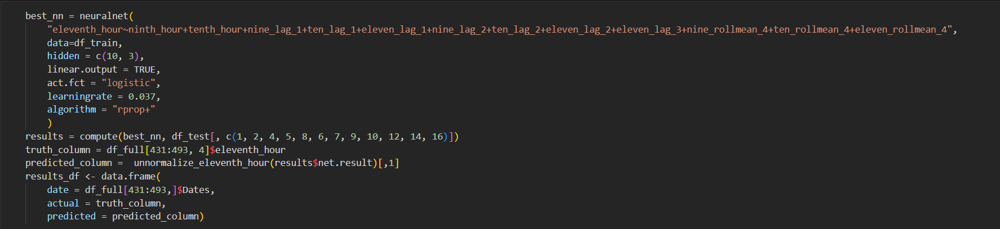 best_nn = neuralnet(
    "eleventh_hour~ninth_hour+tenth_hour+nine_lag_1+ten_lag_1+eleven_lag_1+nine_lag_2+ten_lag_2+eleven_lag_2+eleven_lag_3+nine_rollmean_4+ten_rollmean_4+eleven_rollmean_4",
    data=df_train,
    hidden = c(10, 3),
    linear.output = TRUE,
    act.fct = "logistic",
    learningrate = 0.037,
    algorithm = "rprop+"
    )
results = compute(best_nn, df_test[, c(1, 2, 4, 5, 8, 6, 7, 9, 10, 12, 14, 16)])
truth_column = df_full[431:493, 4]$eleventh_hour
predicted_column =  unnormalize_eleventh_hour(results$net.result)[,1]
results_df <- data.frame(
    date = df_full[431:493,]$Dates,
    actual = truth_column,
    predicted = predicted_column)